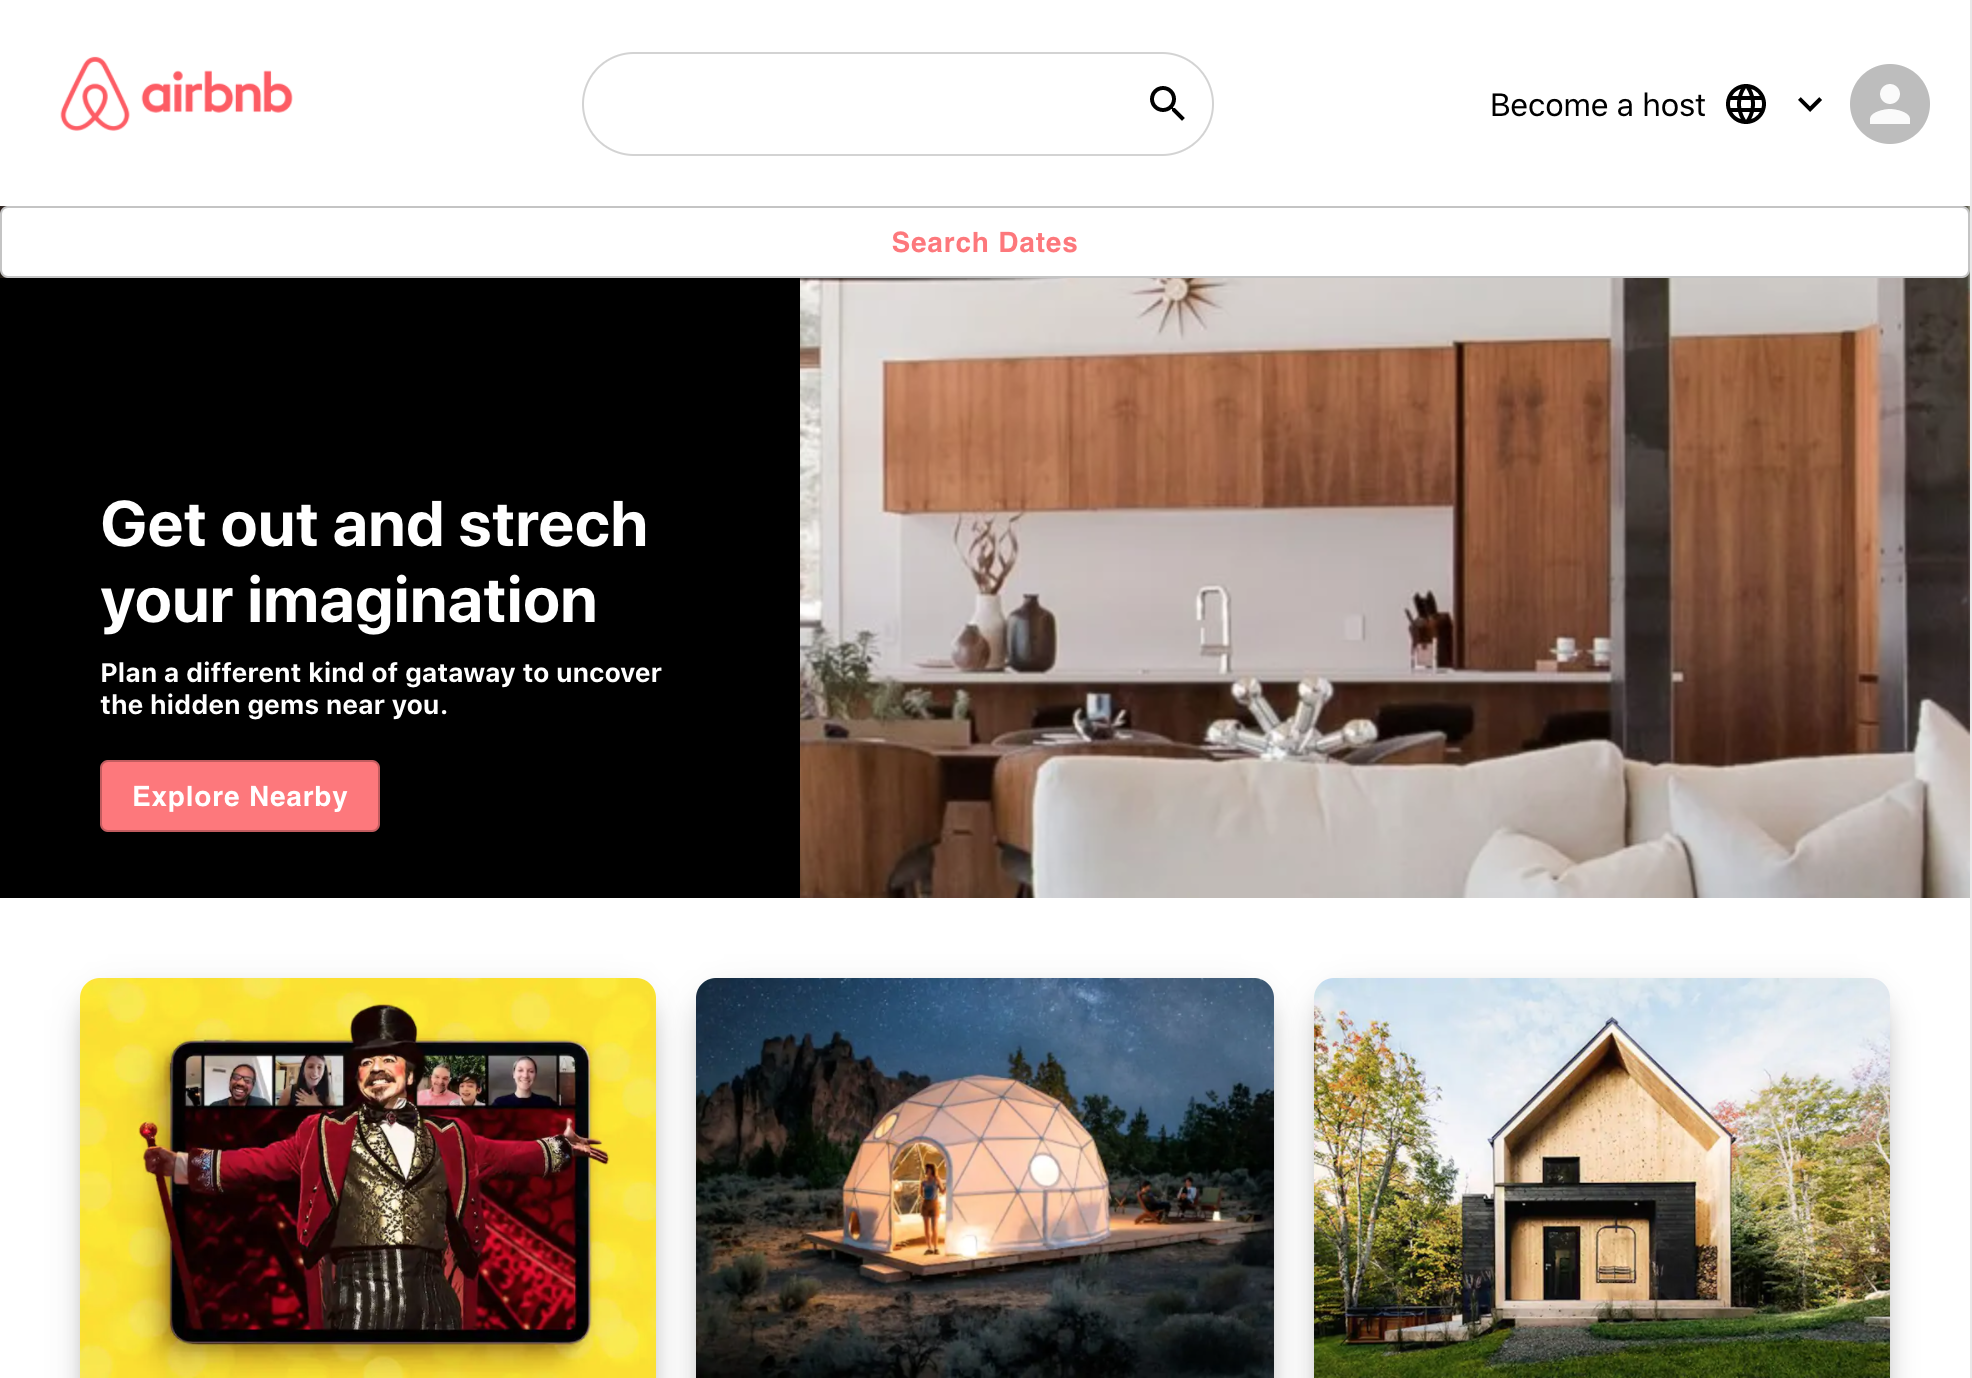 airbnb
Become a host
Search Dates
Get out and strech
your imagination
Plan a different kind of gataway to uncover
the hidden gems near you.
Explore Nearby